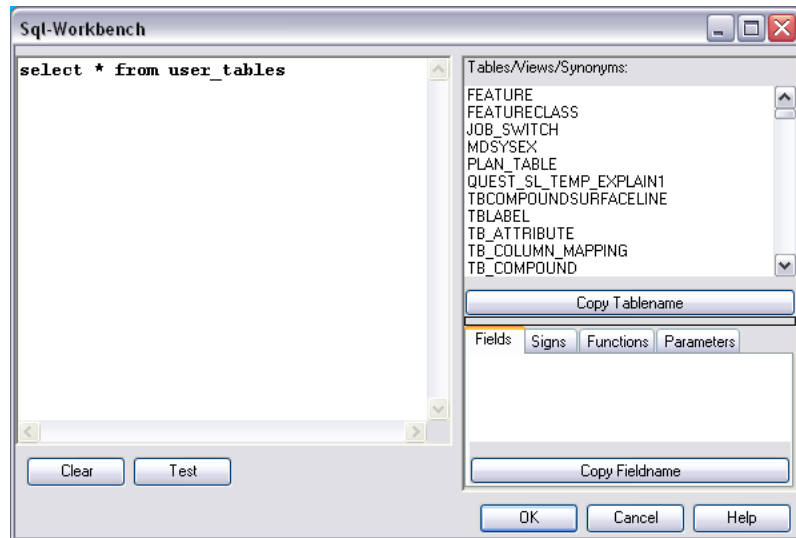 Sql-Workbench
select * from user_tables
Tables/Views/Synonyms:
FEATURE
FEATURECLASS
JOB_SWITCH
MDSYSEX
PLAN_TABLE
QUEST_SL_TEMP_EXPLAIN1
TBCOMPOUNDSURFACELINE
TBLABEL
TB_ATTRIBUTE
TB_COLUMN_MAPPING
TB_COMPOUND
Copy Tablename
Fields Signs Functions Parameters
Copy Fieldname
Clear Test
OK Cancel Help